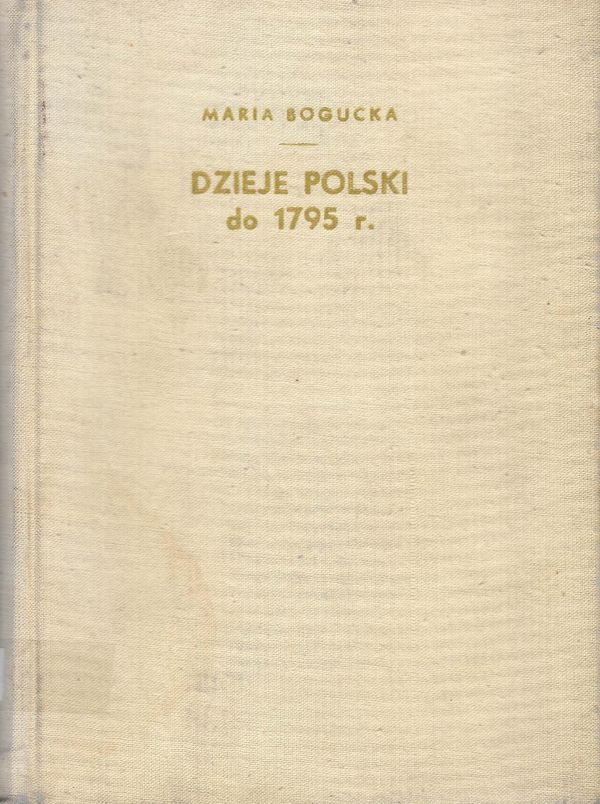 MARIA BOGUCKA
DZIEJE POLSKI
do 1795 r.